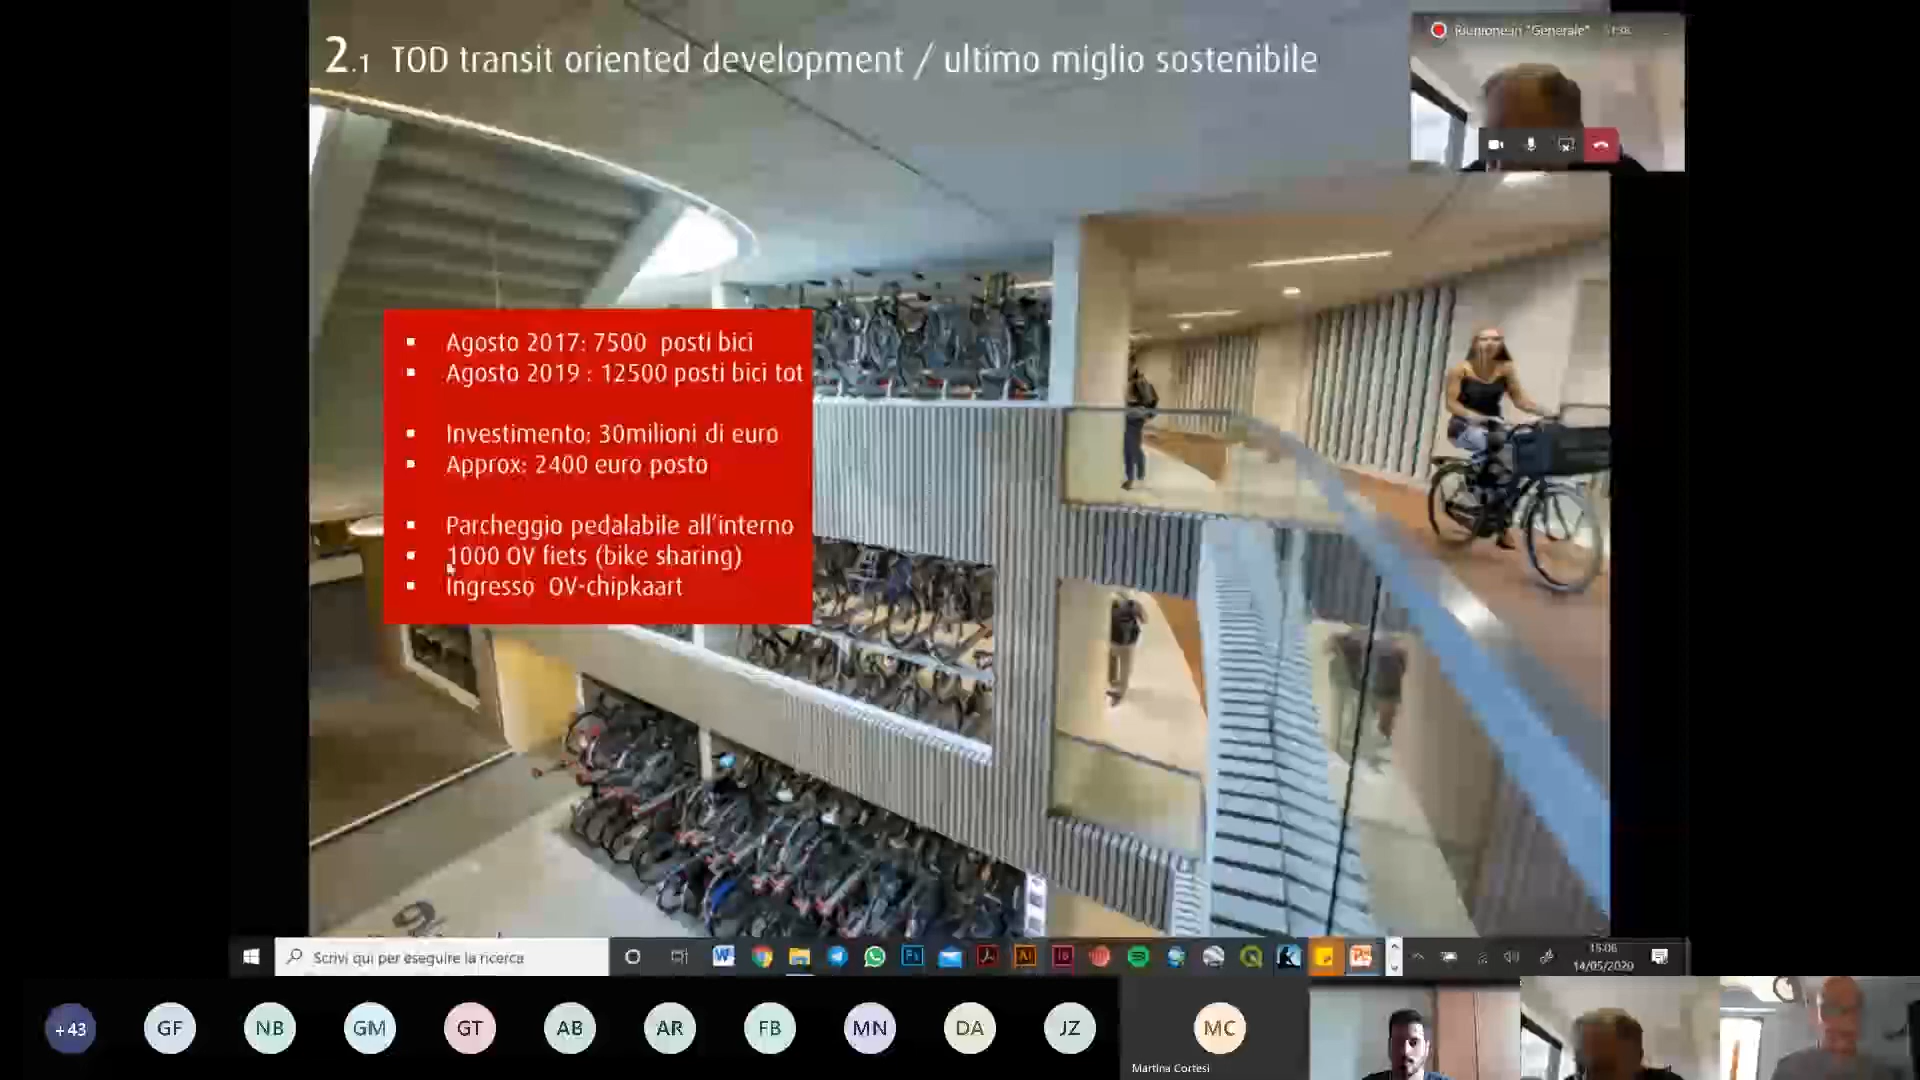 2.1 TOD transit oriented development / ultimo miglio sostenibile
Riunione in "Generale"
Agosto 2017: 7500 posti bici
Agosto 2019 : 12500 posti bici tot
Investimento: 30milioni di euro
Approx: 2400 euro posto
Parcheggio pedalabile all'interno
1000 OV fiets (bike sharing)
Ingresso OV-chipkaart
Scrivi qui per eseguire la ricerca
15:06
14/05/2020
+43
GF
NB
GM
GT
AB
AR
FB
MN
DA
JZ
MC
Martina Cortesi